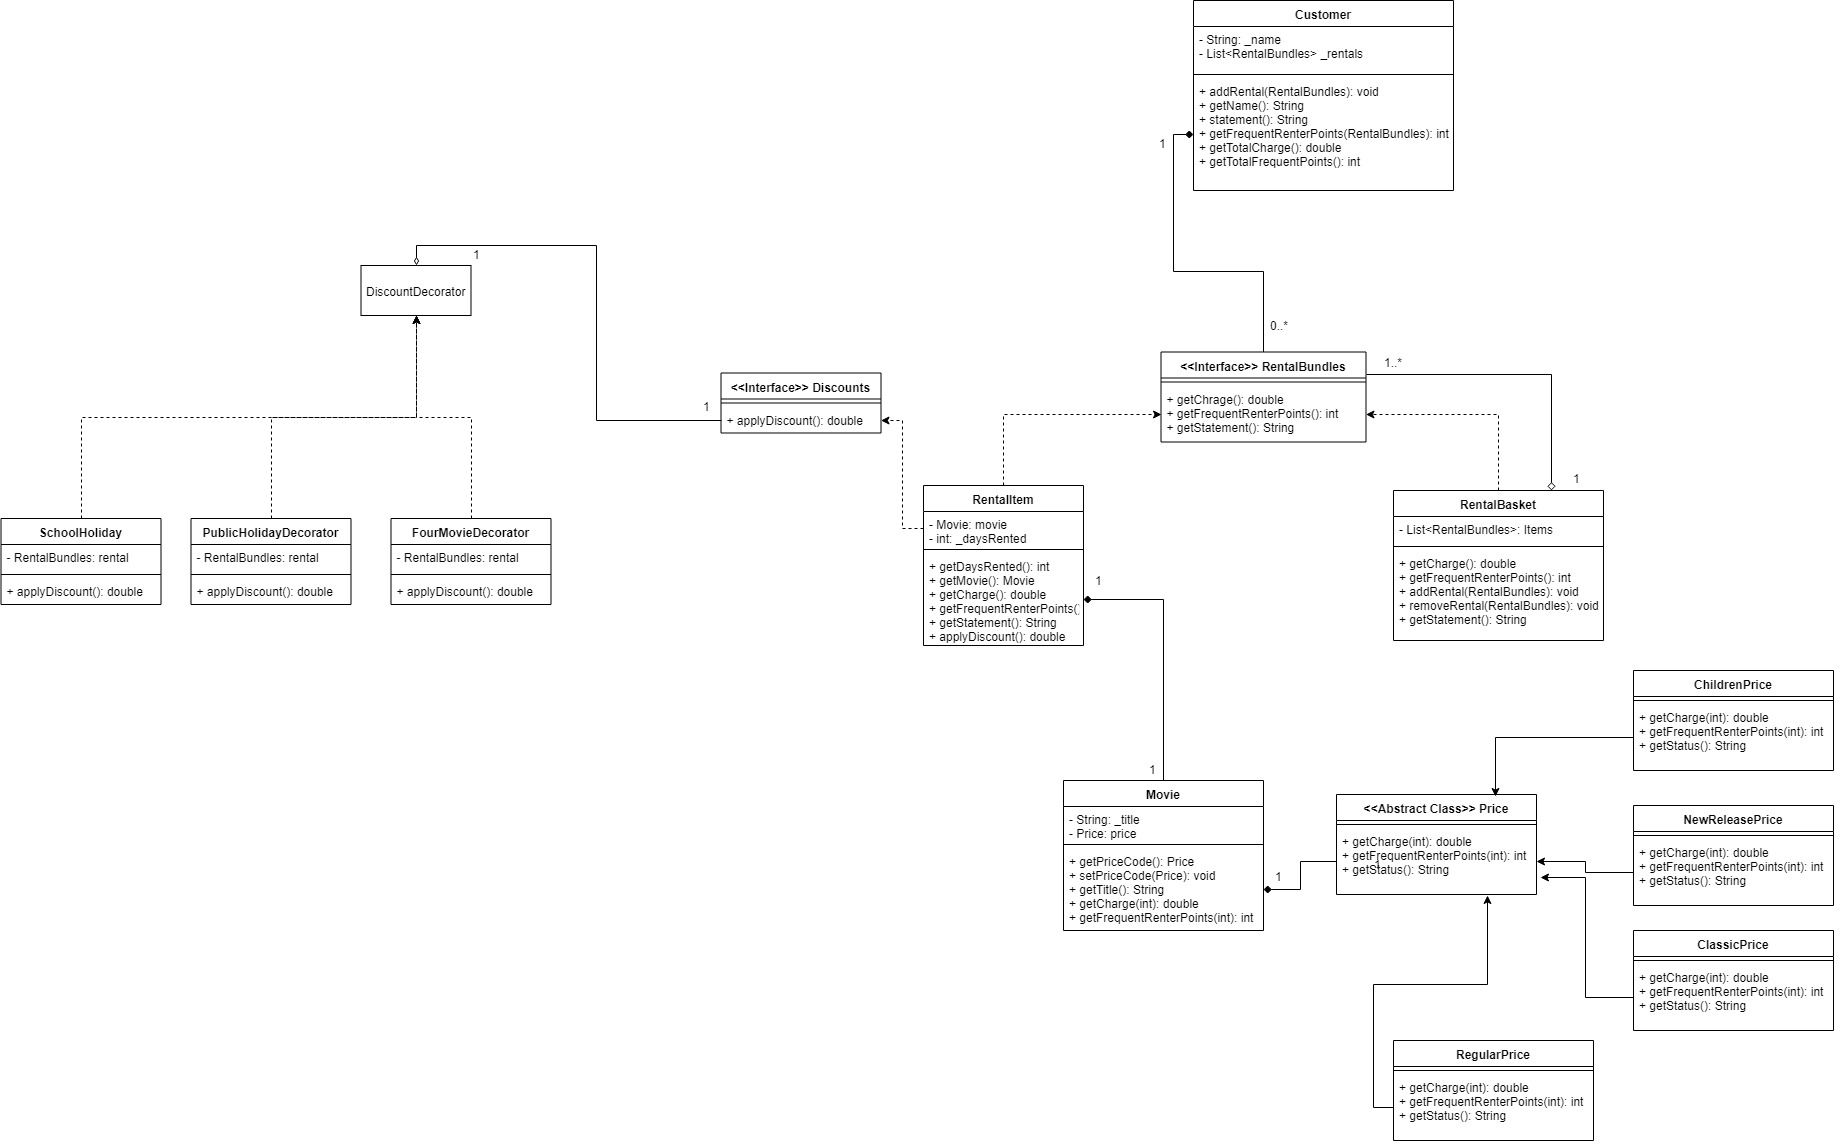 Customer
- String: _name
- List<RentalBundles> _rentals
+ addRental(RentalBundles): void
+ getName(): String
+ statement(): String
+ getFrequentRenterPoints(RentalBundles): int
+ getTotalCharge(): double
+ getTotalFrequentPoints(): int
1
0..*
1
DiscountDecorator
1
<<Interface>> Discounts
+ applyDiscount(): double
<<Interface>> RentalBundles
+ getChrage(): double
+ getFrequentRenterPoints(): int
+ getStatement(): String
1..*
1
SchoolHoliday
- RentalBundles: rental
+ applyDiscount(): double
PublicHolidayDecorator
- RentalBundles: rental
+ applyDiscount(): double
FourMovieDecorator
- RentalBundles: rental
+ applyDiscount(): double
RentalItem
- Movie: movie
- int: _daysRented
+ getDaysRented(): int
+ getMovie(): Movie
+ getCharge(): double
+ getFrequentRenterPoints()
+ getStatement(): String
+ applyDiscount(): double
1
1
RentalBasket
- List<RentalBundles>: Items
+ getCharge(): double
+ getFrequentRenterPoints(): int
+ addRental(RentalBundles): void
+ removeRental(RentalBundles): void
+ getStatement(): String
Movie
- String: _title
- Price: price
+ getPriceCode(): Price
+ setPriceCode(Price): void
+ getTitle(): String
+ getCharge(int): double
+ getFrequentRenterPoints(int): int
1
1
<<Abstract Class>> Price
+ getCharge(int): double
+ getFrequentRenterPoints(int): int
+ getStatus(): String
ChildrenPrice
+ getCharge(int): double
+ getFrequentRenterPoints(int): int
+ getStatus(): String
NewReleasePrice
+ getCharge(int): double
+ getFrequentRenterPoints(int): int
+ getStatus(): String
ClassicPrice
+ getCharge(int): double
+ getFrequentRenterPoints(int): int
+ getStatus(): String
RegularPrice
+ getCharge(int): double
+ getFrequentRenterPoints(int): int
+ getStatus(): String